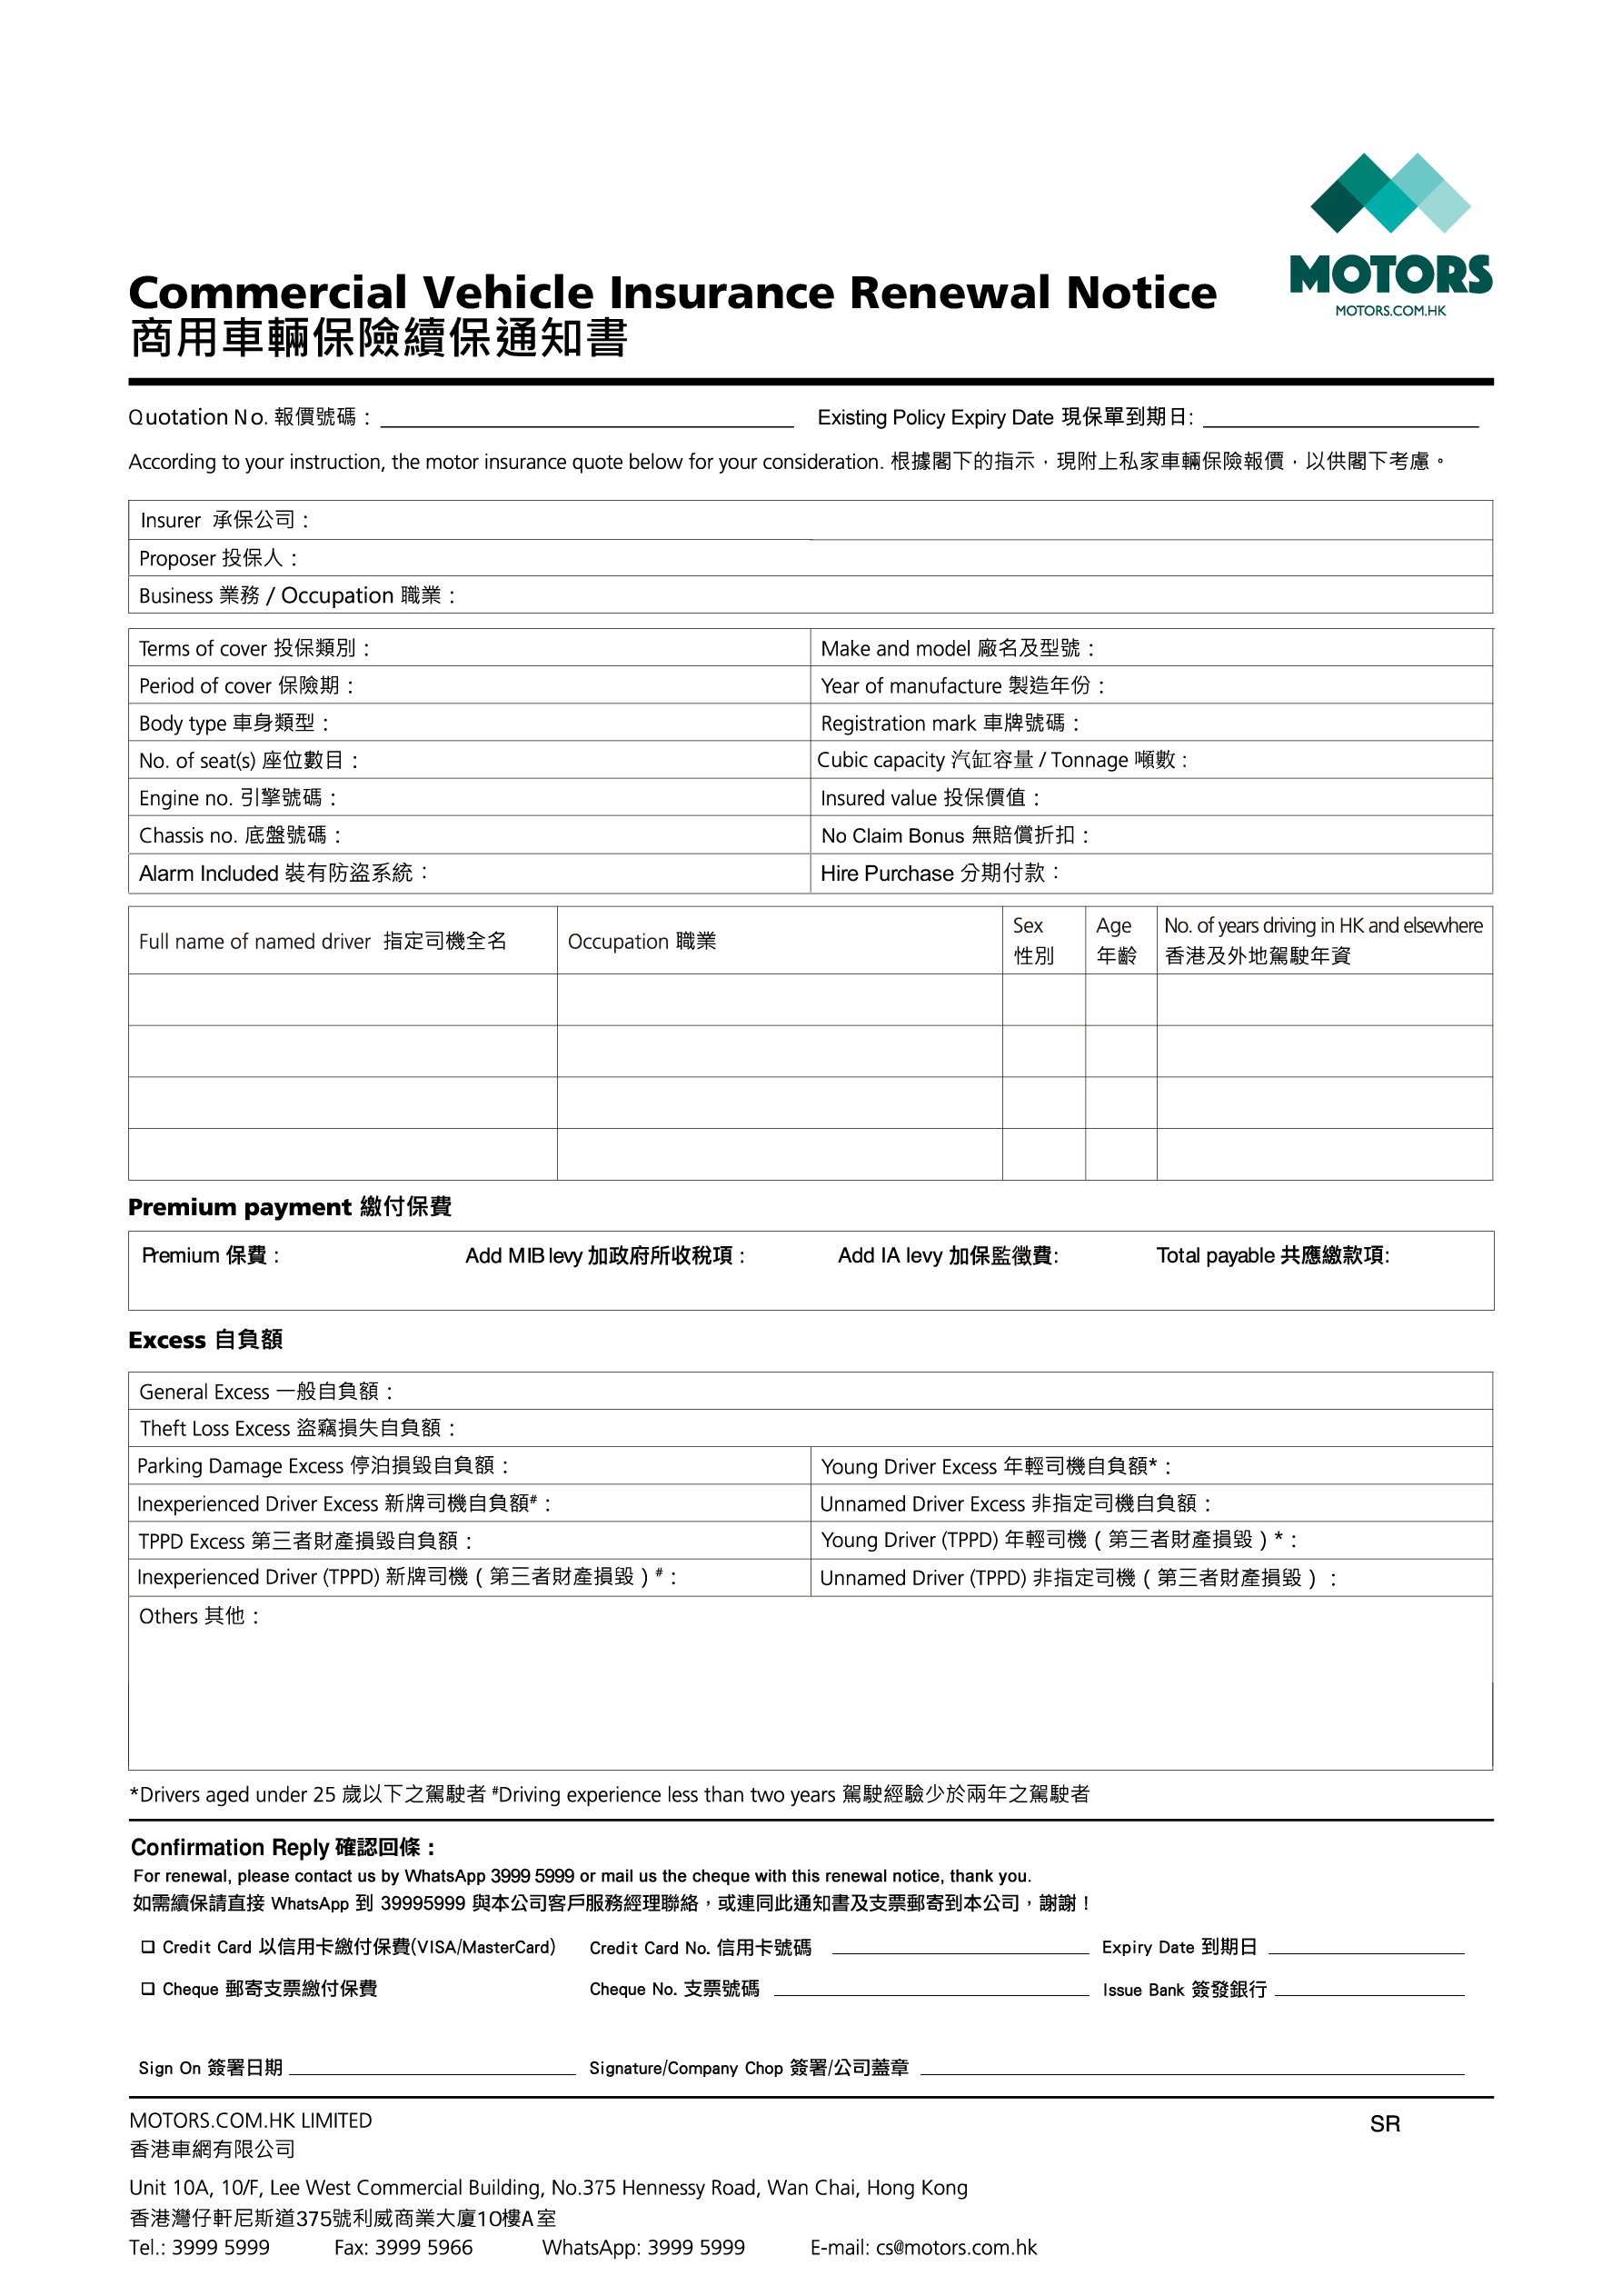 MOTORS
MOTORS.COM.HK
Commercial Vehicle Insurance Renewal Notice
商用車輛保險續保通知書
Quotation No. 報價號碼：
Existing Policy Expiry Date 現保單到期日:
According to your instruction, the motor insurance quote below for your consideration. 根據閣下的指示，現附上私家車輛保險報價，以供閣下考慮。
Insurer 承保公司：
Proposer 投保人：
Business 業務 / Occupation 職業：
Terms of cover 投保類別：
Make and model 廠名及型號：
Period of cover 保險期：
Year of manufacture 製造年份：
Body type 車身類型：
Registration mark 車牌號碼：
No. of seat(s) 座位數目：
Cubic capacity 汽缸容量 / Tonnage 噸數：
Engine no. 引擎號碼：
Insured value 投保價值：
Chassis no. 底盤號碼：
No Claim Bonus 無賠償折扣：
Alarm Included 裝有防盜系統：
Hire Purchase 分期付款：
Full name of named driver 指定司機全名
Occupation 職業
Sex
性別
Age
年齡
No. of years driving in HK and elsewhere
香港及外地駕駛年資
Premium payment 繳付保費
Premium 保費：
Add MIB levy 加政府所收稅項：
Add IA levy 加保監徵費:
Total payable 共應繳款項:
Excess 自負額
General Excess 一般自負額：
Theft Loss Excess 盜竊損失自負額：
Parking Damage Excess 停泊損毀自負額：
Young Driver Excess 年輕司機自負額*：
Inexperienced Driver Excess 新牌司機自負額#：
Unnamed Driver Excess 非指定司機自負額：
TPPD Excess 第三者財產損毀自負額：
Young Driver (TPPD) 年輕司機（第三者財產損毀）*：
Inexperienced Driver (TPPD) 新牌司機（第三者財產損毀）#：
Unnamed Driver (TPPD) 非指定司機（第三者財產損毀）：
Others 其他：
*Drivers aged under 25 歲以下之駕駛者 #Driving experience less than two years 駕駛經驗少於兩年之駕駛者
Confirmation Reply 確認回條：
For renewal, please contact us by WhatsApp 3999 5999 or mail us the cheque with this renewal notice, thank you.
如需續保請直接 WhatsApp 到 39995999 與本公司客戶服務經理聯絡，或連同此通知書及支票郵寄到本公司，謝謝！
❑ Credit Card 以信用卡繳付保費(VISA/MasterCard)
Credit Card No. 信用卡號碼
Expiry Date 到期日
❑ Cheque 郵寄支票繳付保費
Cheque No. 支票號碼
Issue Bank 簽發銀行
Sign On 簽署日期
Signature/Company Chop 簽署/公司蓋章
MOTORS.COM.HK LIMITED
SR
香港車網有限公司
Unit 10A, 10/F, Lee West Commercial Building, No.375 Hennessy Road, Wan Chai, Hong Kong
香港灣仔軒尼斯道375號利威商業大廈10樓A室
Tel.: 3999 5999 Fax: 3999 5966 WhatsApp: 3999 5999 E-mail: cs@motors.com.hk